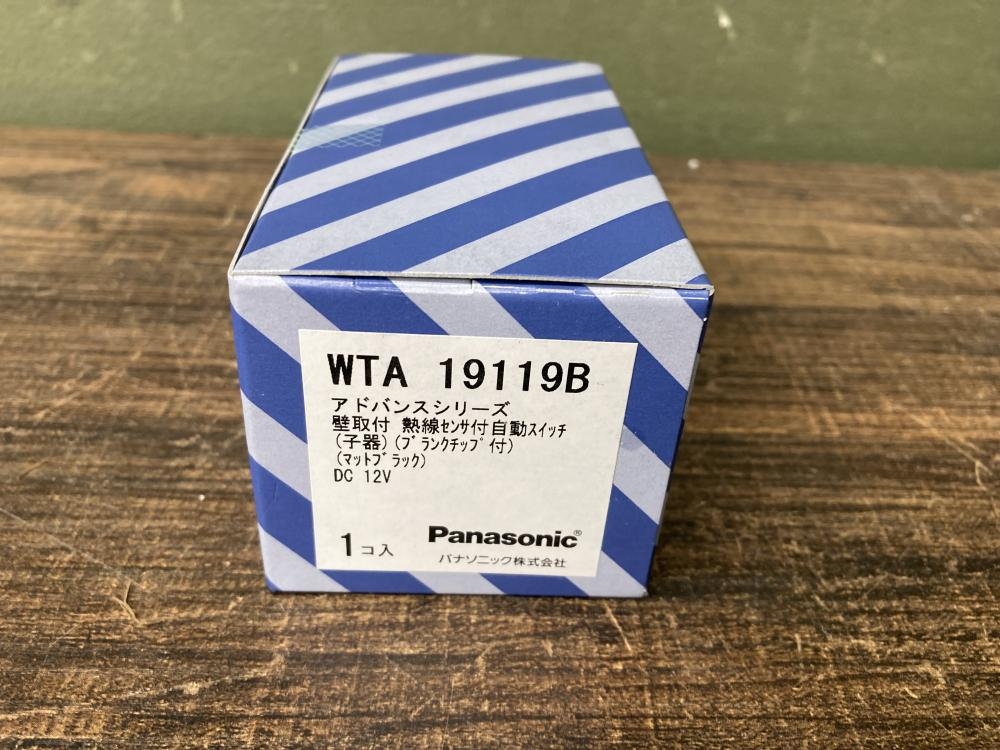 WTA 19119B
アドバンスシリーズ
壁取付 熱線ｾﾝｻ付自動ｽｲｯﾁ
(子器)(ﾌﾞﾗﾝｸﾁｯﾌﾟ付)
(ﾏｯﾄﾌﾞﾗｯｸ)
DC 12V
1コ入
Panasonic®
パナソニック株式会社